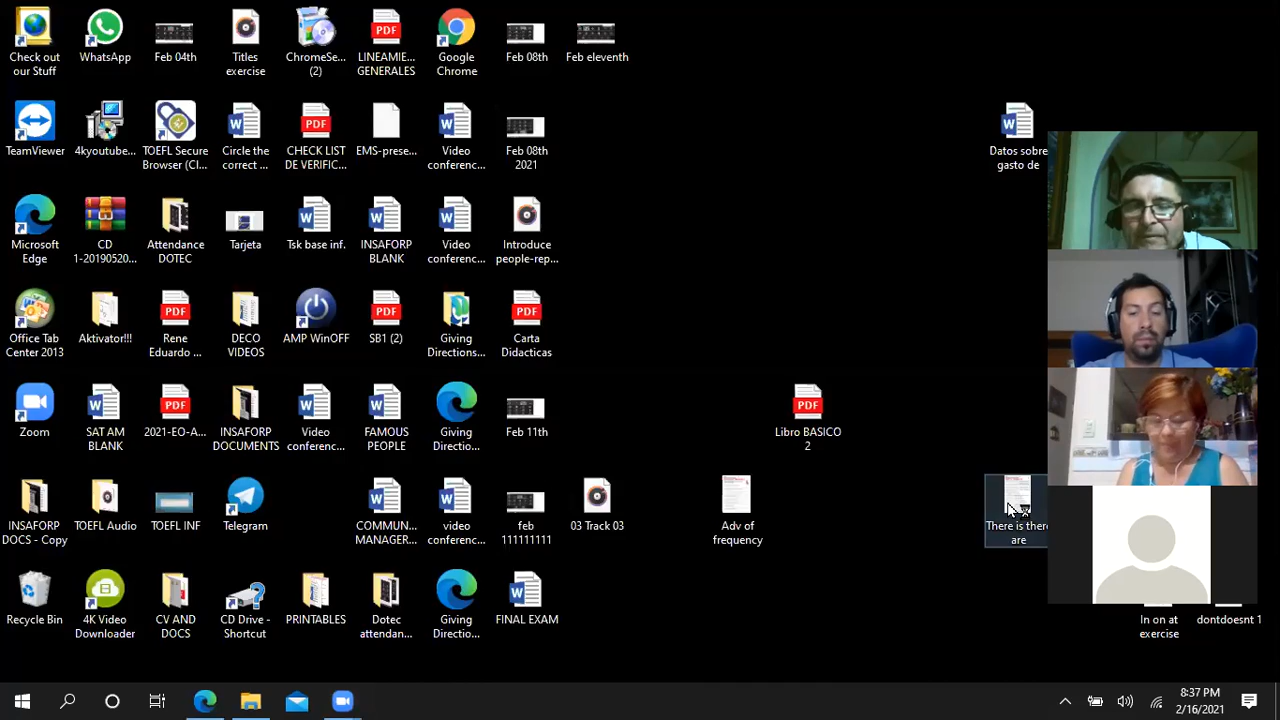 Check out our Stuff
WhatsApp
Feb 04th
Titles exercise
ChromeSe... (2)
LINEAMIE... GENERALES
Google Chrome
Feb 08th
Feb eleventh
TeamViewer
4kyoutube...
TOEFL Secure Browser (Cl...
Circle the correct ...
CHECK LIST DE VERIFIC...
EMS-prese...
Video conferenc...
Feb 08th 2021
Datos sobre gasto de
Microsoft Edge
CD 1-20190520...
Attendance DOTEC
Tarjeta
Tsk base inf.
INSAFORP BLANK
Video conferenc...
Introduce people-rep...
Office Tab Center 2013
Aktivator!!!
Rene Eduardo ...
DECO VIDEOS
AMP WinOFF
SB1 (2)
Giving Directions...
Carta Didacticas
Zoom
SAT AM BLANK
2021-EO-A...
INSAFORP DOCUMENTS
Video conferenc...
FAMOUS PEOPLE
Giving Directio...
Feb 11th
Libro BASICO 2
INSAFORP DOCS - Copy
TOEFL Audio
TOEFL INF
Telegram
COMMUN... MANAGER...
video conferenc...
feb 111111111
03 Track 03
Adv of frequency
There is there are
Recycle Bin
4K Video Downloader
CV AND DOCS
CD Drive - Shortcut
PRINTABLES
Dotec attendan...
Giving Directio...
FINAL EXAM
In on at exercise
dontdoesnt 1
8:37 PM
2/16/2021